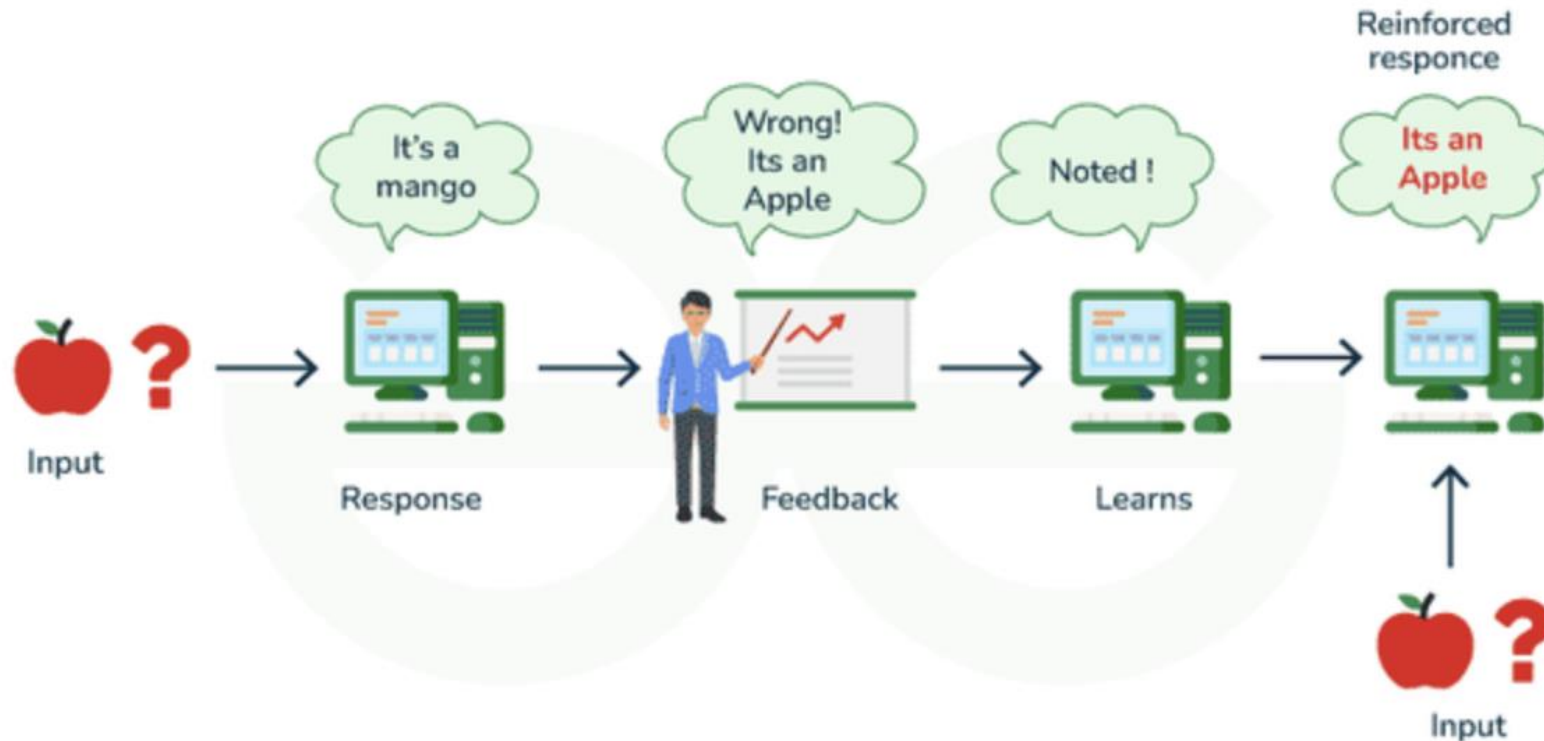 Reinforced
responce
It's a
mango
Wrong!
Its an
Apple
Noted !
Its an
Apple
Input
Response
Feedback
Learns
Input